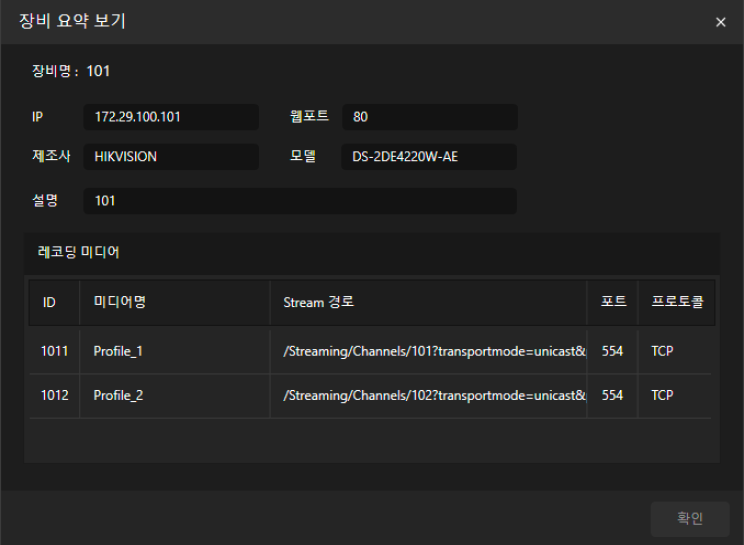 장비 요약 보기 ×
장비명 : 101
IP 172.29.100.101 웹포트 80
제조사 HIKVISION 모델 DS-2DE4220W-AE
설명 101
레코딩 미디어
ID 미디어명 Stream 경로 포트 프로토콜
1011 Profile_1 /Streaming/Channels/101?transportmode=unicast& 554 TCP
1012 Profile_2 /Streaming/Channels/102?transportmode=unicast& 554 TCP
확인